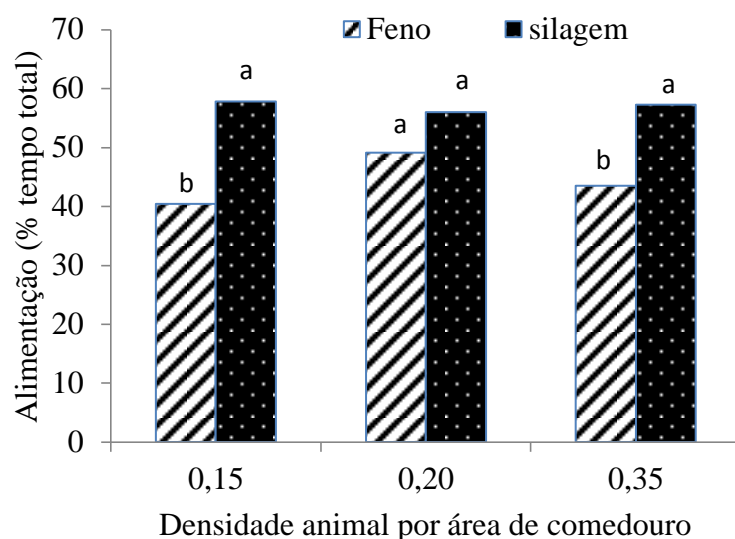 Feno silagem
Alimentação (% tempo total)
70
60
50
40
30
20
10
0
b a a a b a
0,15 0,20 0,35
Densidade animal por área de comedouro